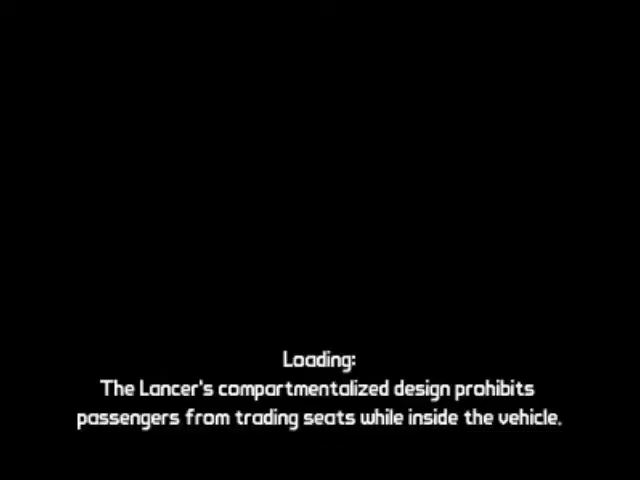 Loading:
The Lancer's compartmentalized design prohibits
passengers from trading seats while inside the vehicle.